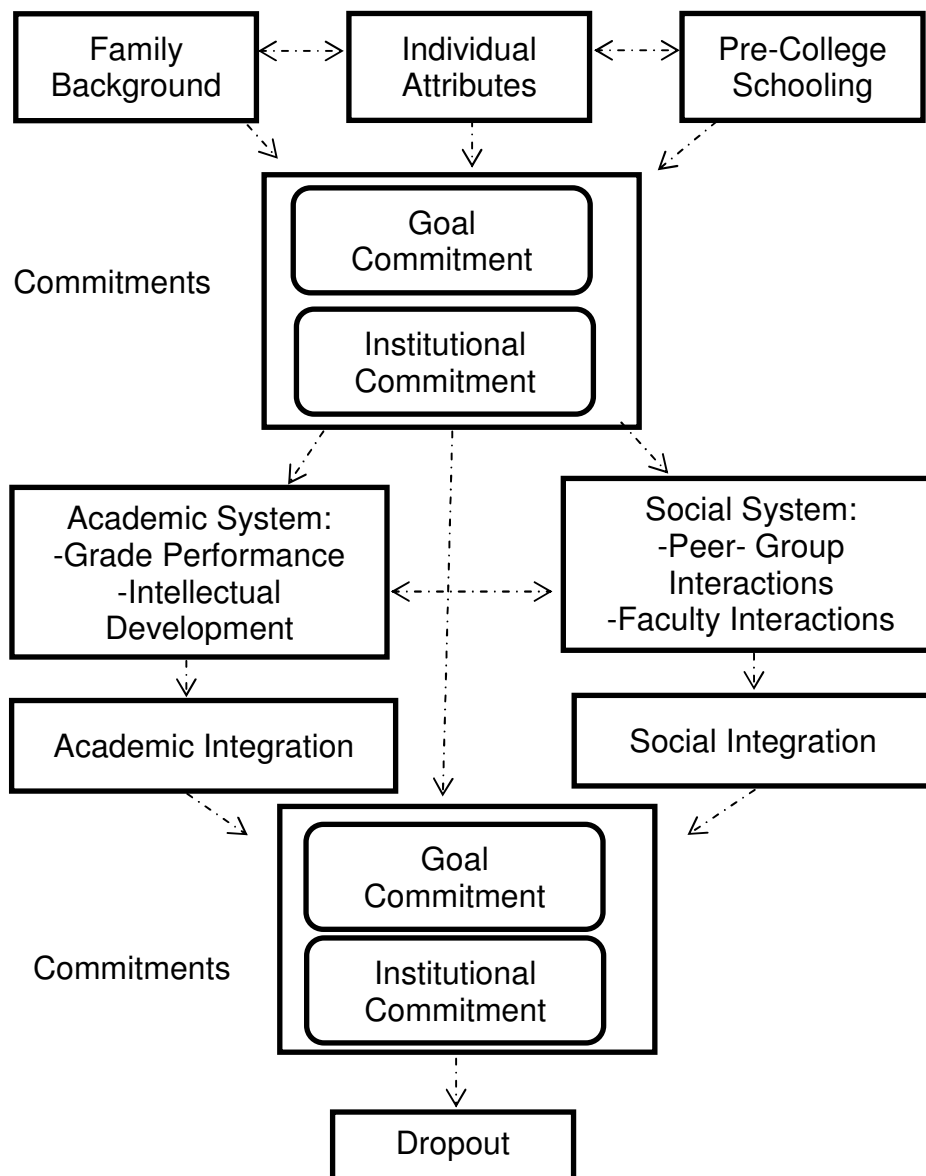 Family
Background
Individual
Attributes
Pre-College
Schooling
Goal
Commitment
Commitments
Institutional
Commitment
Academic System:
-Grade Performance
-Intellectual
Development
Social System:
-Peer- Group
Interactions
-Faculty Interactions
Academic Integration
Social Integration
Goal
Commitment
Commitments
Institutional
Commitment
Dropout